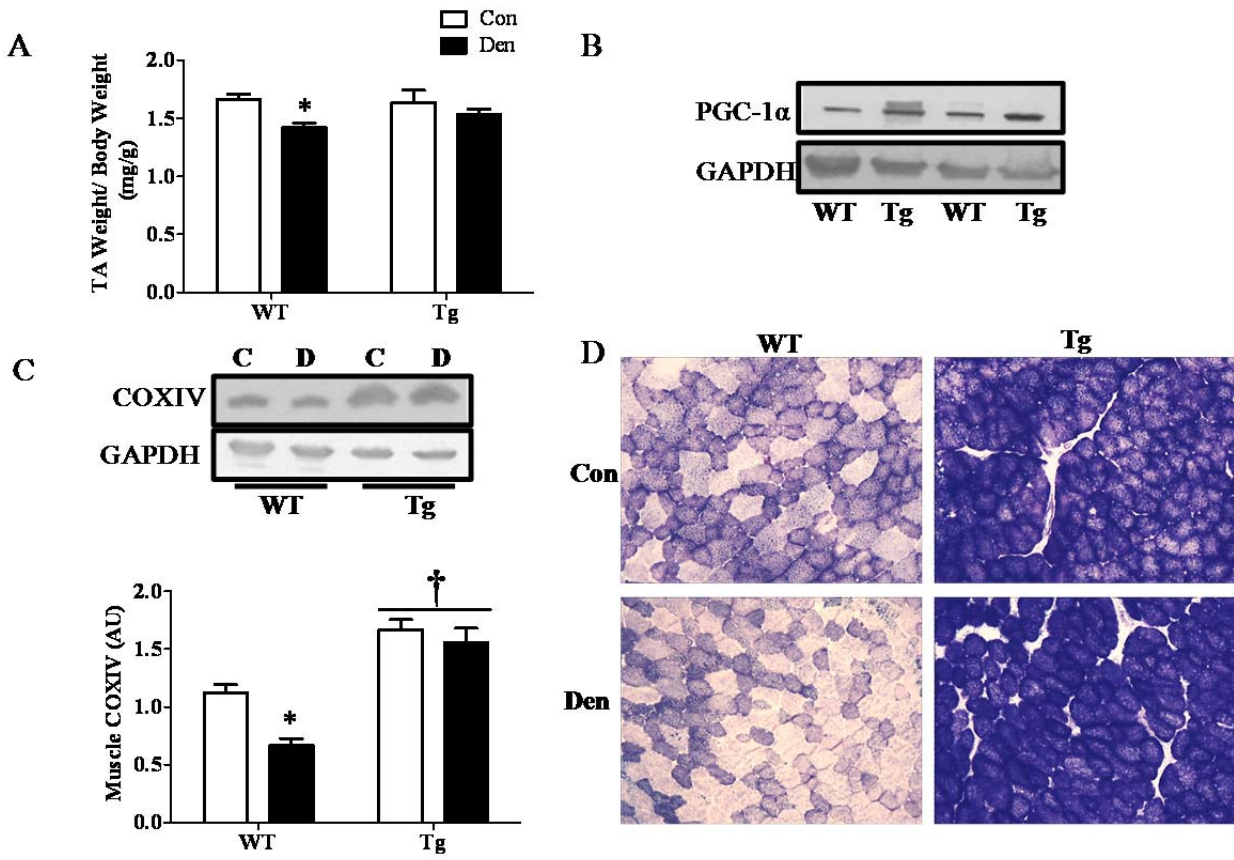 A
Con
Den
TA Weight/ Body Weight
(mg/g)
2.0
1.5
1.0
1.5
0.0
*
WT
Tg
B
PGC-1α
GAPDH
WT Tg WT Tg
C
C D C D
COXIV
GAPDH
WT Tg
Muscle COXIV (AU)
2.0
1.5
1.0
0.5
0.0
*
†
WT
Tg
D
WT Tg
Con
Den